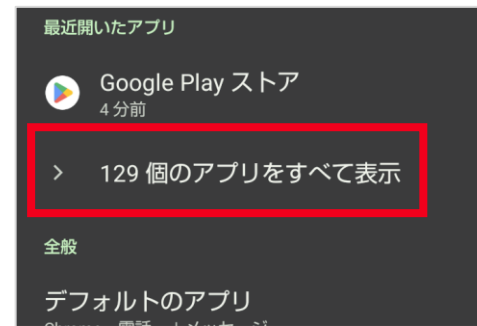 最近開いたアプリ
Google Play ストア
4 分前
129 個のアプリをすべて表示
全般
デフォルトのアプリ